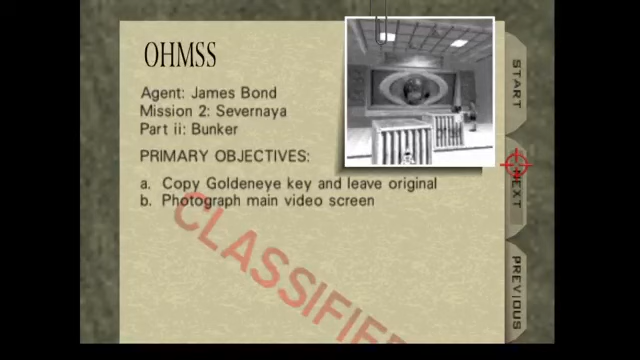 OHMSS
Agent: James Bond
Mission 2: Severnaya
Part ii: Bunker
PRIMARY OBJECTIVES:
a. Copy Goldeneye key and leave original
b. Photograph main video screen
CLASSIFIE
START
NEXT
PREVIOUS